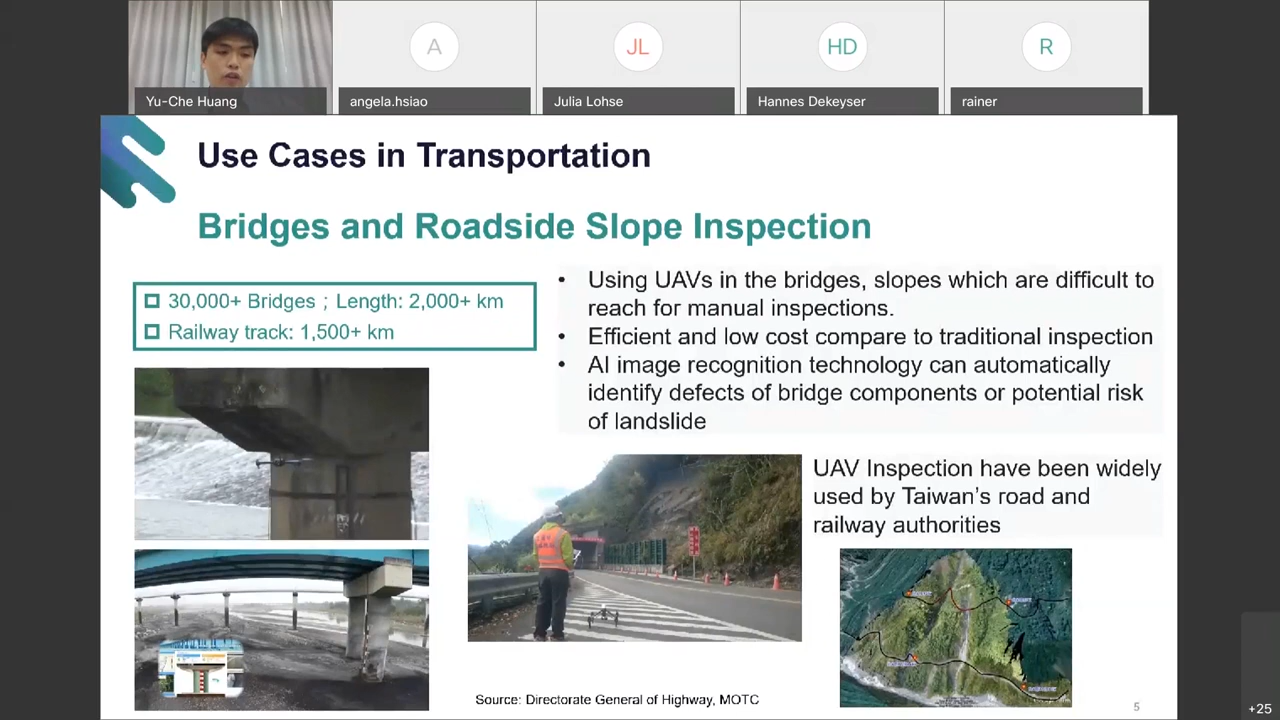 A
JL
HD
R
Yu-Che Huang
angela.hsiao
Julia Lohse
Hannes Dekeyser
rainer
Use Cases in Transportation
Bridges and Roadside Slope Inspection
30,000+ Bridges；Length: 2,000+ km
Railway track: 1,500+ km
• Using UAVs in the bridges, slopes which are difficult to
reach for manual inspections.
• Efficient and low cost compare to traditional inspection
• AI image recognition technology can automatically
identify defects of bridge components or potential risk
of landslide
UAV Inspection have been widely
used by Taiwan's road and
railway authorities
Source: Directorate General of Highway, MOTC
5
+25